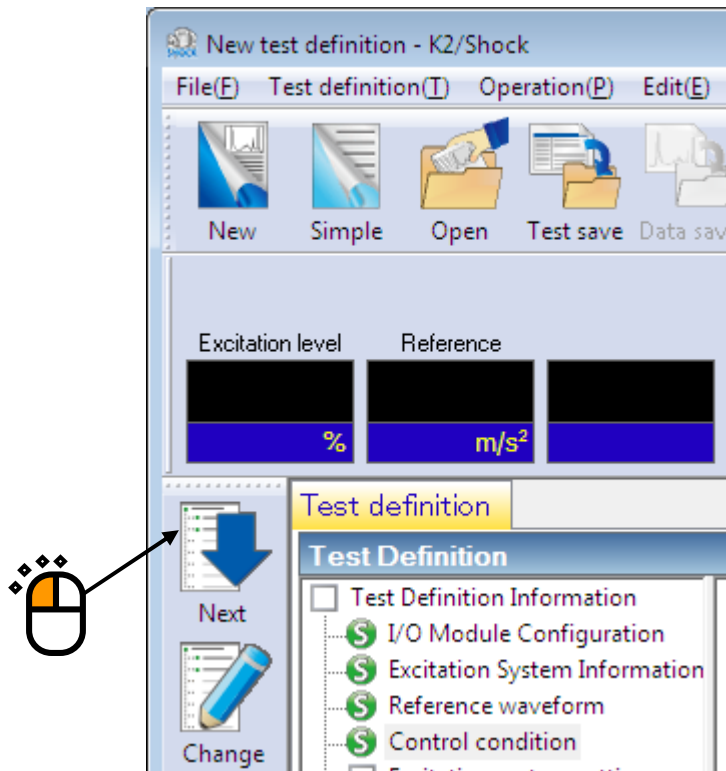 New test definition - K2/Shock
File(F) Test definition(T) Operation(P) Edit(E)
New Simple Open Test save Data sav
Excitation level Reference
% m/s²
Test definition
Test Definition
Next
Test Definition Information
S I/O Module Configuration
S Excitation System Information
S Reference waveform
S Control condition
Change